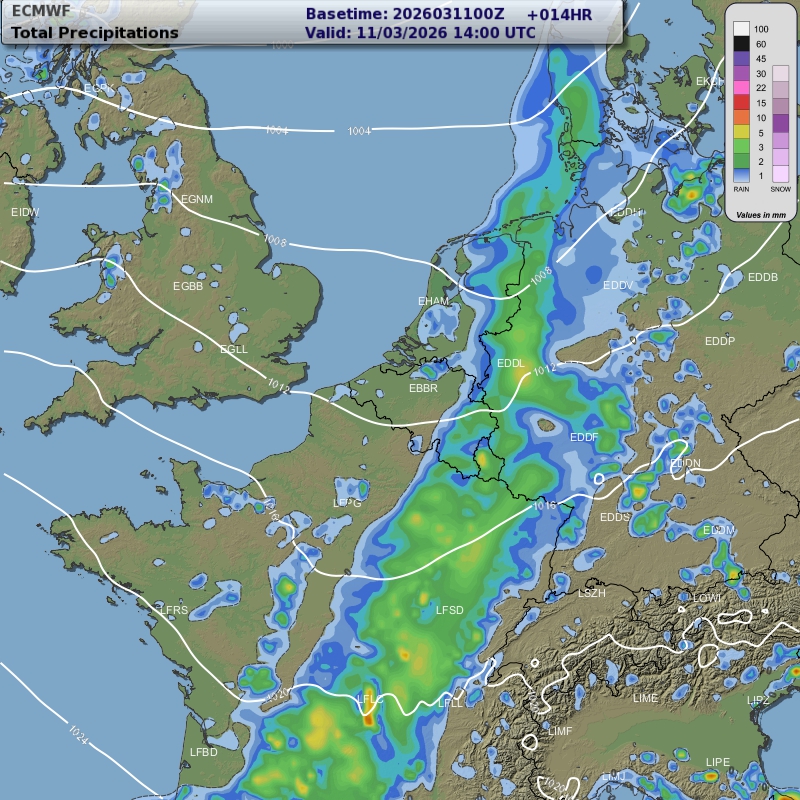 ECMWF
Basetime: 2026031100Z +014HR
Total Precipitations
Valid: 11/03/2026 14:00 UTC
100
60
45
30
22
15
10
5
3
2
1
RAIN
SNOW
Values in mm
1004
1004
EIDW
EGNM
1008
EGBB
EGLL
1012
EHAM
EBBR
1008
EDDV
EDDB
EDDP
EDDL
1012
EDDF
EDDN
1016
EDDS
EDDM
LFPG
1016
LFRS
LFSD
LSZH
LOWI
1020
LFLC
LFLL
LIME
LIPZ
1024
LFBD
LIMF
LIPE
LIMJ
1020